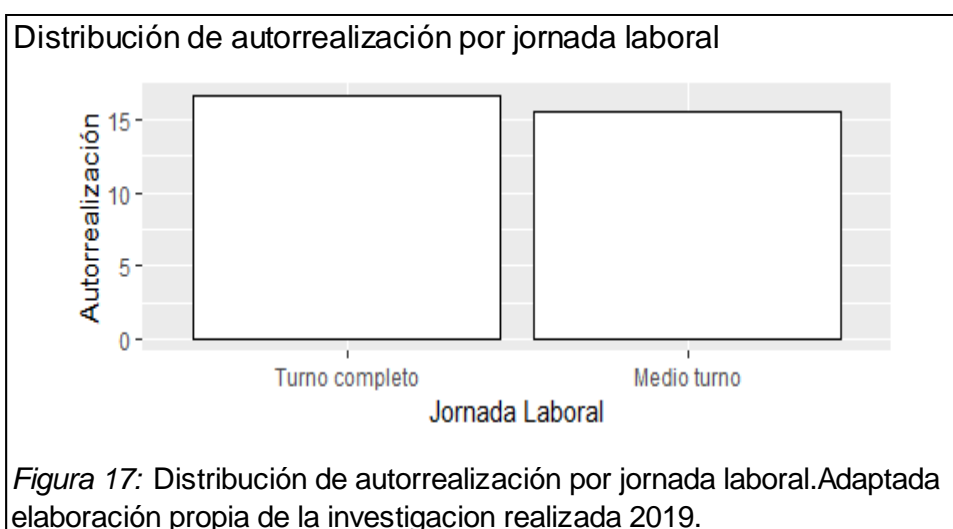 Distribución de autorrealización por jornada laboral
Autorrealización
15
10
5
0
Turno completo
Medio turno
Jornada Laboral
Figura 17: Distribución de autorrealización por jornada laboral.Adaptada
elaboración propia de la investigacion realizada 2019.